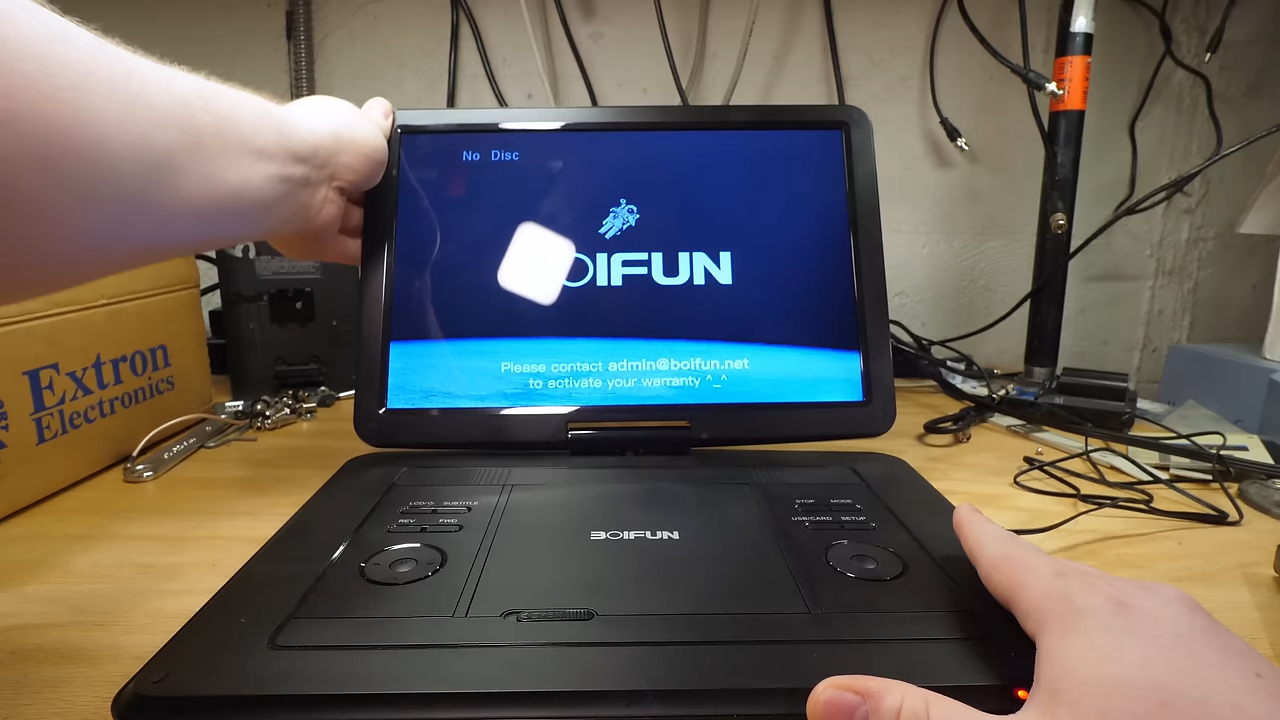 No Disc
BOIFUN
Please contact admin@boifun.net
to activate your warranty ^_^
Extron
Electronics
LCD/⏻ SUBTITLE
REV FWD
BOIFUN
STOP MODE
USB/CARD SETUP
OPEN